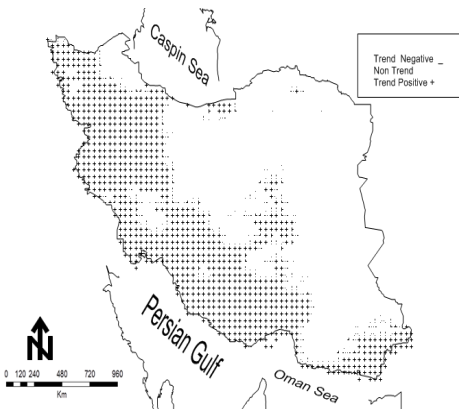 Caspin Sea
Trend Negative _
Non Trend
Trend Positive +
Persian Gulf
Oman Sea
N
0 120 240 480 720 960
Km